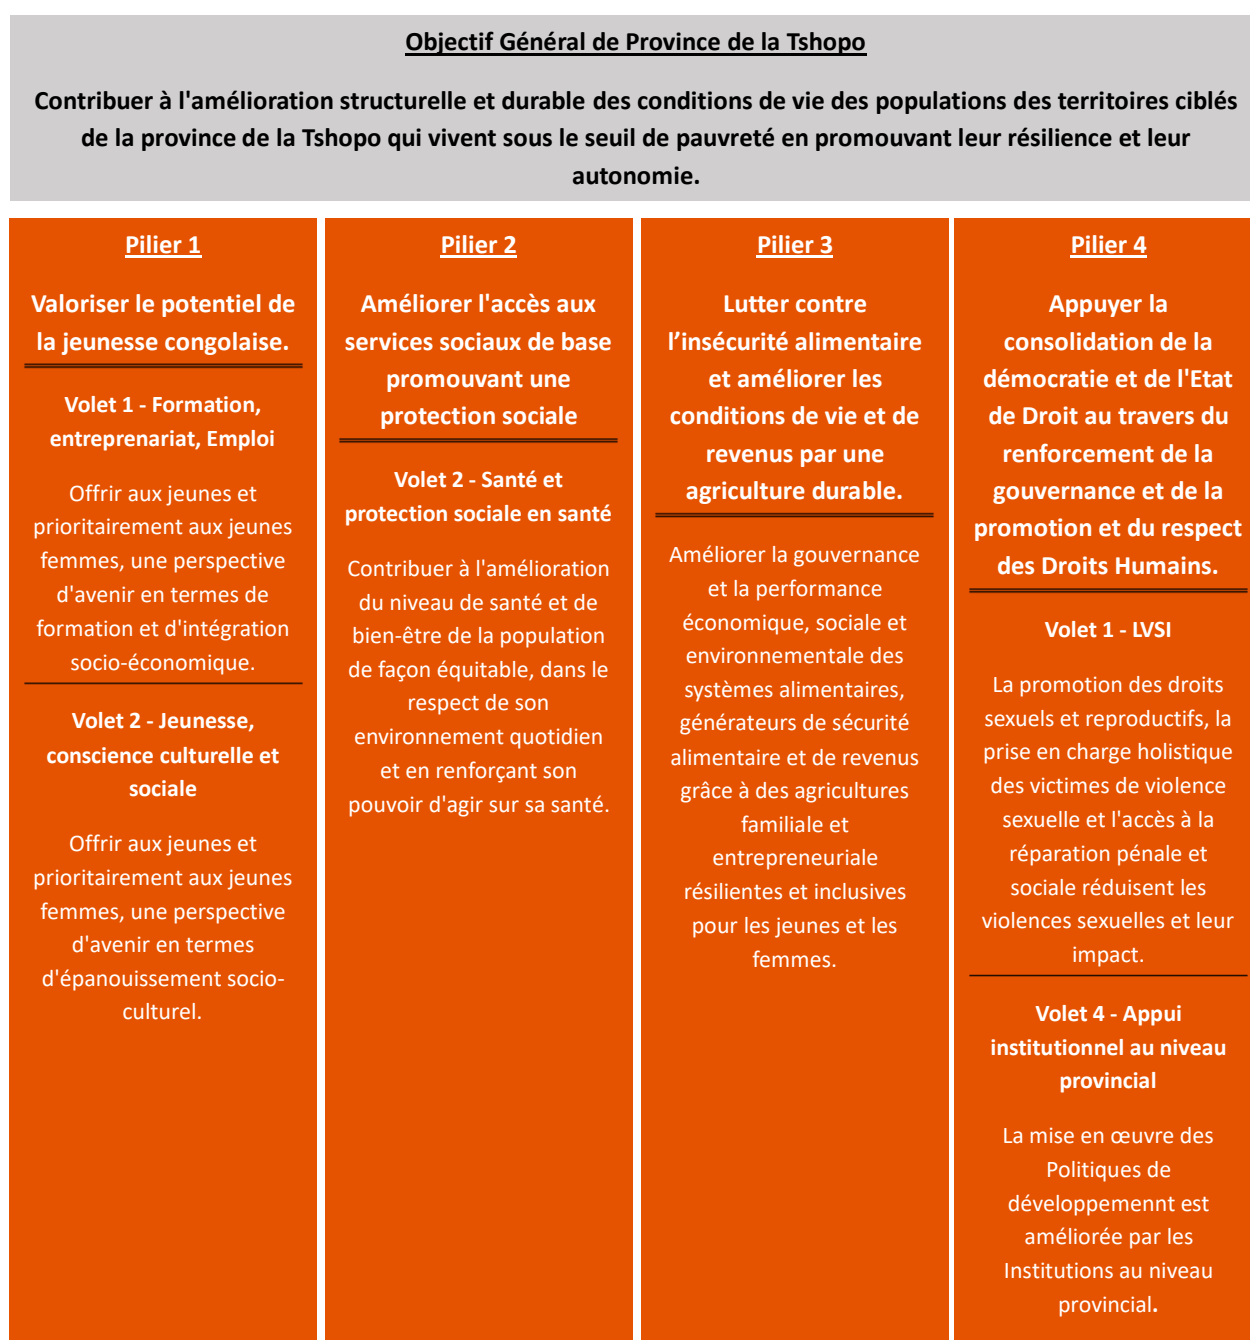 Objectif Général de Province de la Tshopo
Contribuer à l'amélioration structurelle et durable des conditions de vie des populations des territoires ciblés
de la province de la Tshopo qui vivent sous le seuil de pauvreté en promouvant leur résilience et leur
autonomie.
Pilier 1
Valoriser le potentiel de
la jeunesse congolaise.
Volet 1 - Formation,
entreprenariat, Emploi
Offrir aux jeunes et
prioritairement aux jeunes
femmes, une perspective
d'avenir en termes de
formation et d'intégration
socio-économique.
Volet 2 - Jeunesse,
conscience culturelle et
sociale
Offrir aux jeunes et
prioritairement aux jeunes
femmes, une perspective
d'avenir en termes
d'épanouissement socio-
culturel.
Pilier 2
Améliorer l'accès aux
services sociaux de base
promouvant une
protection sociale
Volet 2 - Santé et
protection sociale en santé
Contribuer à l'amélioration
du niveau de santé et de
bien-être de la population
de façon équitable, dans le
respect de son
environnement quotidien
et en renforçant son
pouvoir d'agir sur sa santé.
Pilier 3
Lutter contre
l’insécurité alimentaire
et améliorer les
conditions de vie et de
revenus par une
agriculture durable.
Améliorer la gouvernance
et la performance
économique, sociale et
environnementale des
systèmes alimentaires,
générateurs de sécurité
alimentaire et de revenus
grâce à des agricultures
familiale et
entrepreneuriale
résilientes et inclusives
pour les jeunes et les
femmes.
Pilier 4
Appuyer la
consolidation de la
démocratie et de l'Etat
de Droit au travers du
renforcement de la
gouvernance et de la
promotion et du respect
des Droits Humains.
Volet 1 - LVSI
La promotion des droits
sexuels et reproductifs, la
prise en charge holistique
des victimes de violence
sexuelle et l'accès à la
réparation pénale et
sociale réduisent les
violences sexuelles et leur
impact.
Volet 4 - Appui
institutionnel au niveau
provincial
La mise en œuvre des
Politiques de
développemennt est
améliorée par les
Institutions au niveau
provincial.